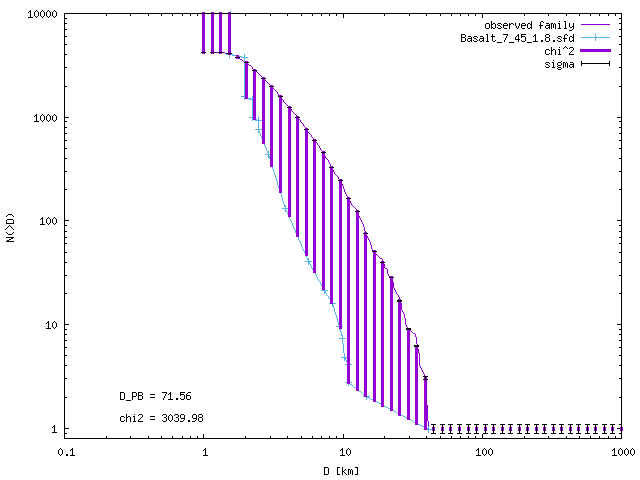 10000
1000
100
10
1
N(>D)
observed family
Basalt_7_45_1.8.sfd
chi^2
sigma
D_PB = 71.56
chi2 = 3039.98
0.1 1 10 100 1000
D [km]